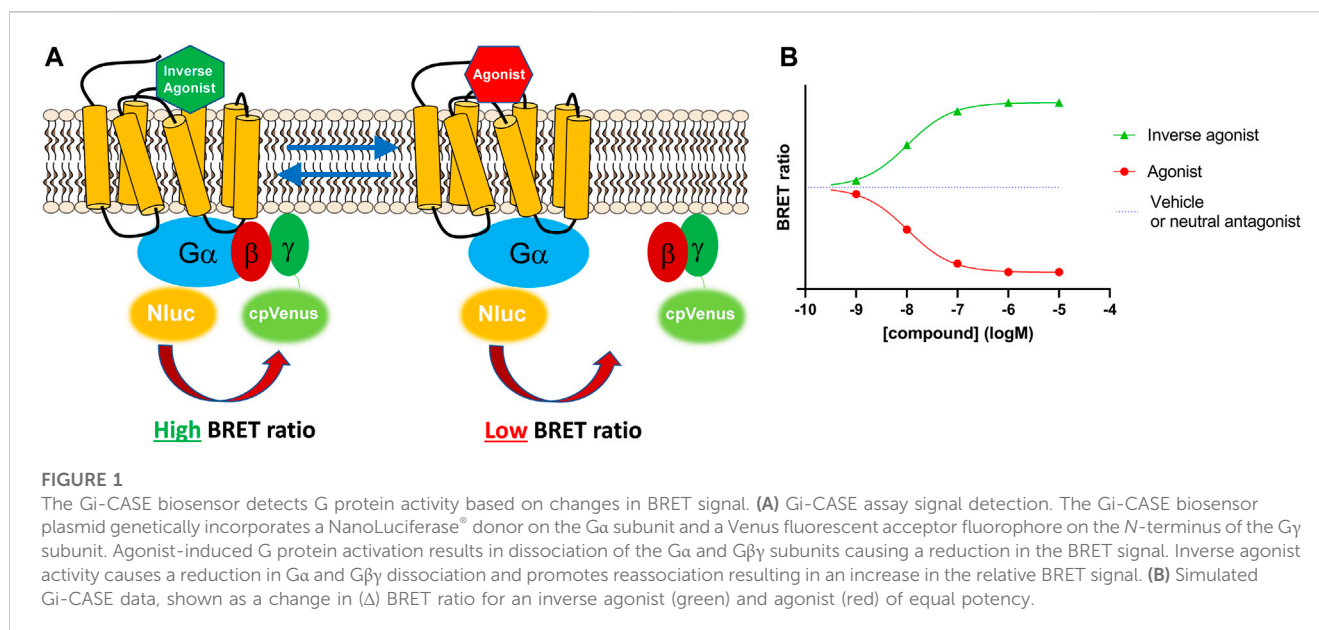 A
Inverse
Agonist
Agonist
Gα
β
γ
Nluc
cpVenus
High BRET ratio
Gα
β
γ
Nluc
cpVenus
Low BRET ratio
B
BRET ratio
-10
-9
-8
-7
-6
-5
-4
[compound] (logM)
Inverse agonist
Agonist
Vehicle
or neutral antagonist
FIGURE 1
The Gi-CASE biosensor detects G protein activity based on changes in BRET signal. (A) Gi-CASE assay signal detection. The Gi-CASE biosensor
plasmid genetically incorporates a NanoLuciferase® donor on the Gα subunit and a Venus fluorescent acceptor fluorophore on the N-terminus of the Gγ
subunit. Agonist-induced G protein activation results in dissociation of the Gα and Gβγ subunits causing a reduction in the BRET signal. Inverse agonist
activity causes a reduction in Gα and Gβγ dissociation and promotes reassociation resulting in an increase in the relative BRET signal. (B) Simulated
Gi-CASE data, shown as a change in (Δ) BRET ratio for an inverse agonist (green) and agonist (red) of equal potency.